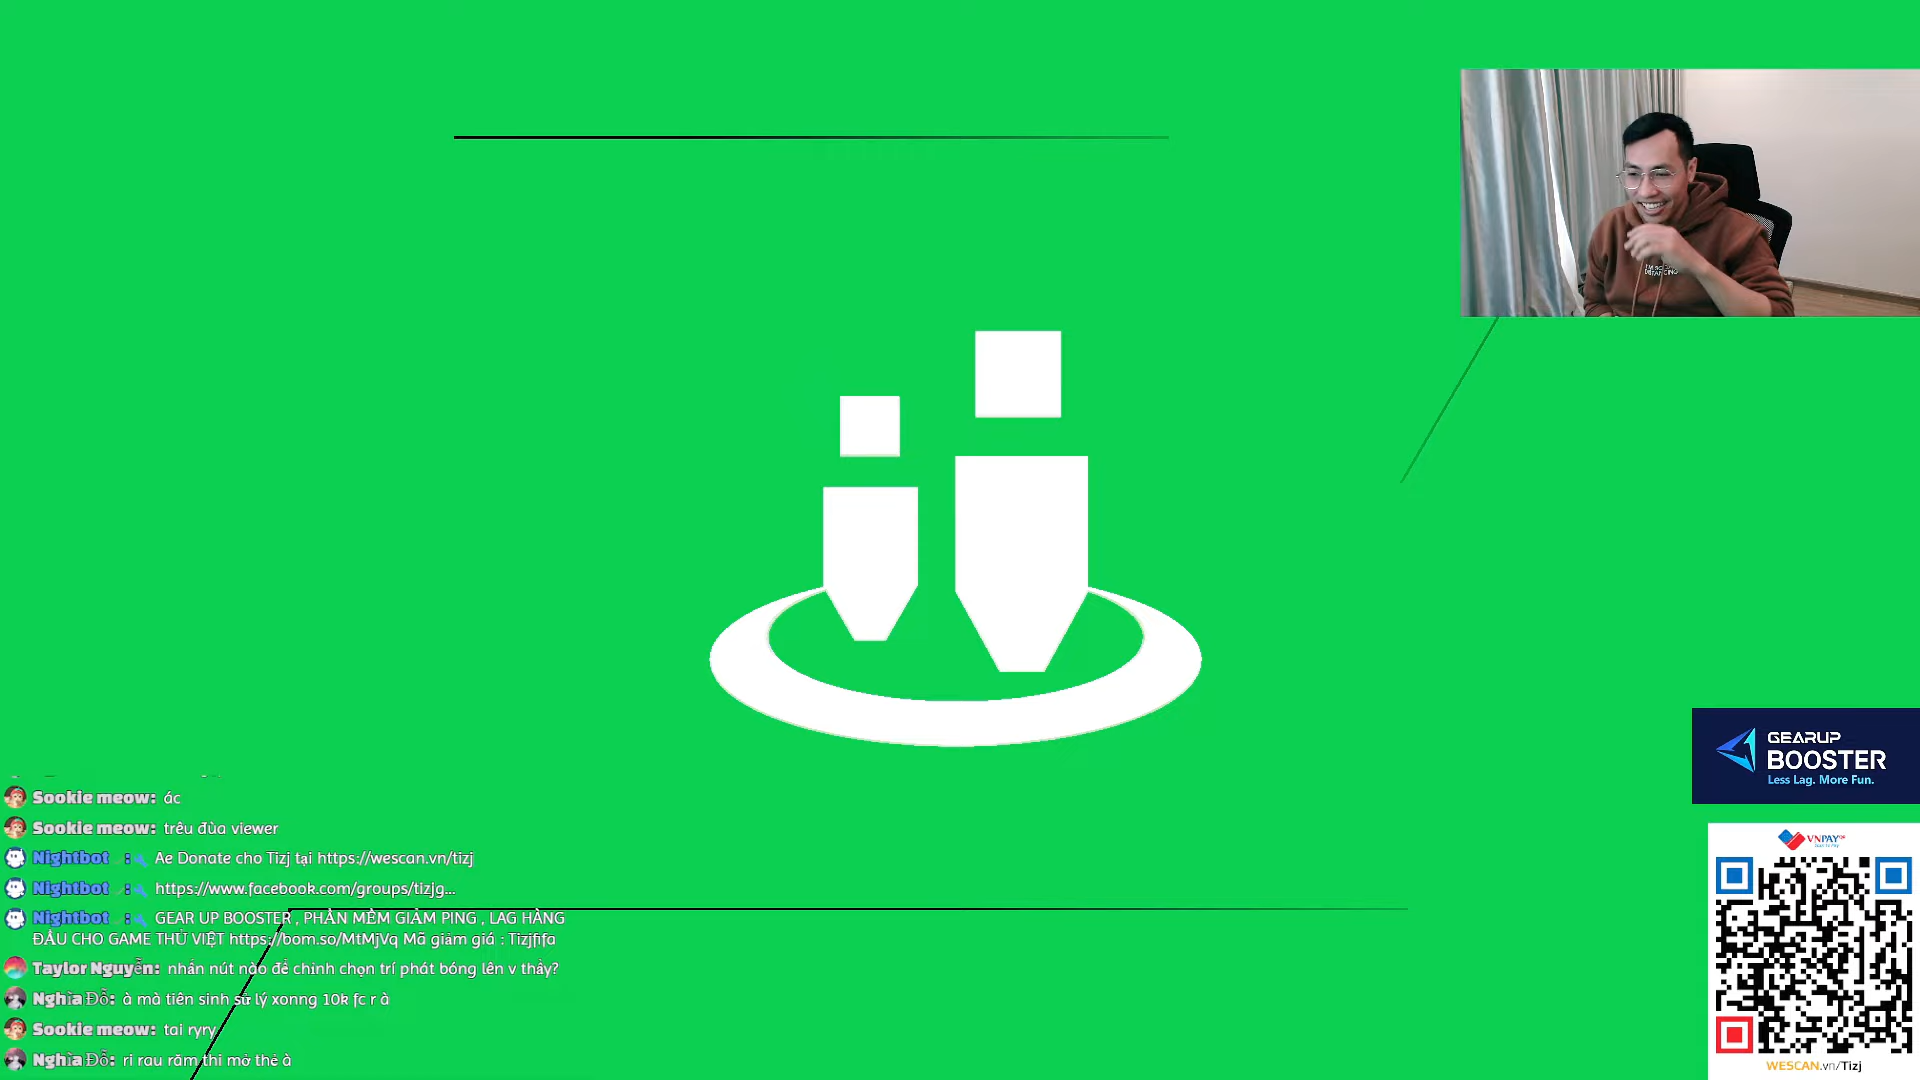 GEARUP
BOOSTER
Less Lag. More Fun.
VNPAY
Sookie meow: ác
Sookie meow: trêu đùa viewer
Nightbot : Ae Donate cho Tizj tại https://wescan.vn/tizj
Nightbot : https://www.facebook.com/groups/tizjg...
Nightbot : GEAR UP BOOSTER , PHẦN MỀM GIẢM PING , LAG HÀNG
ĐẦU CHO GAME THỦ VIỆT https://bom.so/MtMjVq Mã giảm giá : Tizjfifa
Taylor Nguyễn: nhấn nút nào để chỉnh chọn trí phát bóng lên v thầy?
Nghĩa Đỗ: à mà tiên sinh sử lý xonng 10k fc r à
Sookie meow: tai ryry
Nghĩa Đỗ: ri rau răm thi mở thẻ à
WESCAN.vn/Tizj